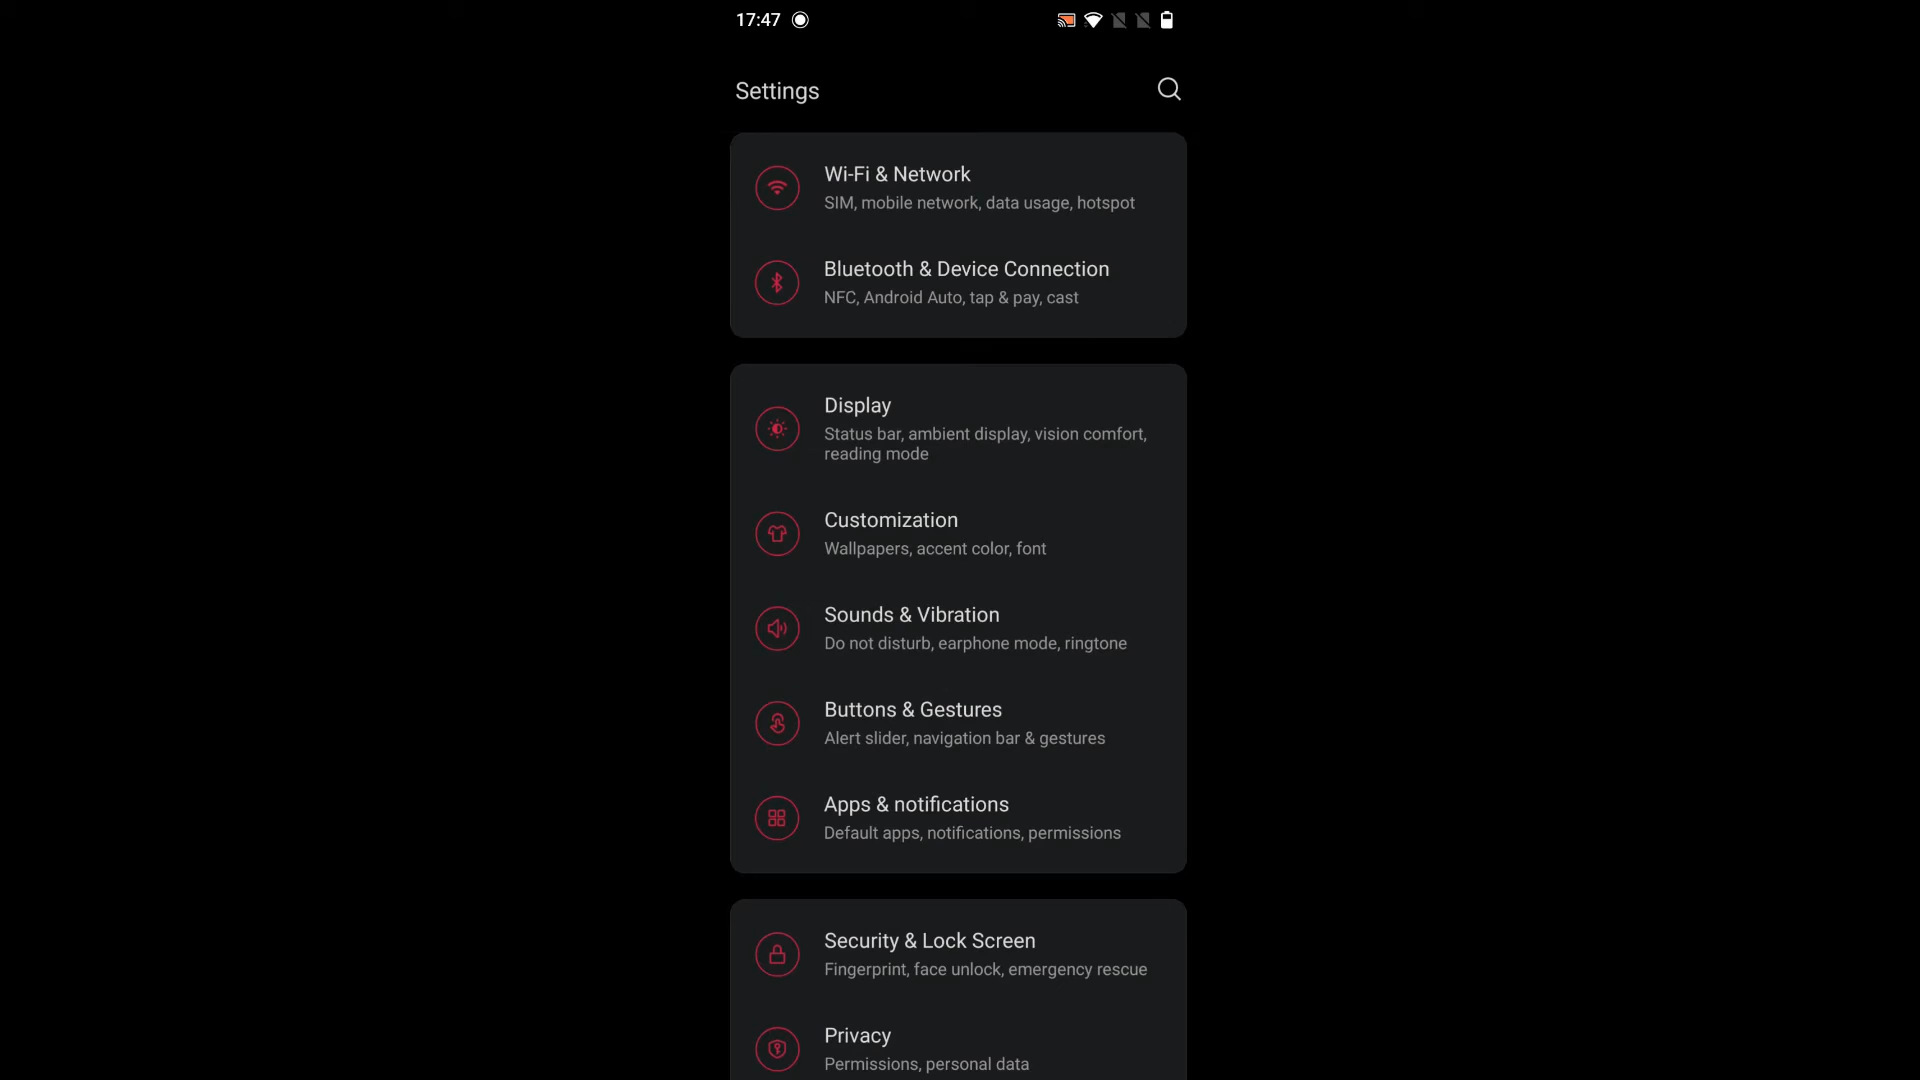 17:47
Settings
Wi-Fi & Network
SIM, mobile network, data usage, hotspot
Bluetooth & Device Connection
NFC, Android Auto, tap & pay, cast
Display
Status bar, ambient display, vision comfort,
reading mode
Customization
Wallpapers, accent color, font
Sounds & Vibration
Do not disturb, earphone mode, ringtone
Buttons & Gestures
Alert slider, navigation bar & gestures
Apps & notifications
Default apps, notifications, permissions
Security & Lock Screen
Fingerprint, face unlock, emergency rescue
Privacy
Permissions, personal data